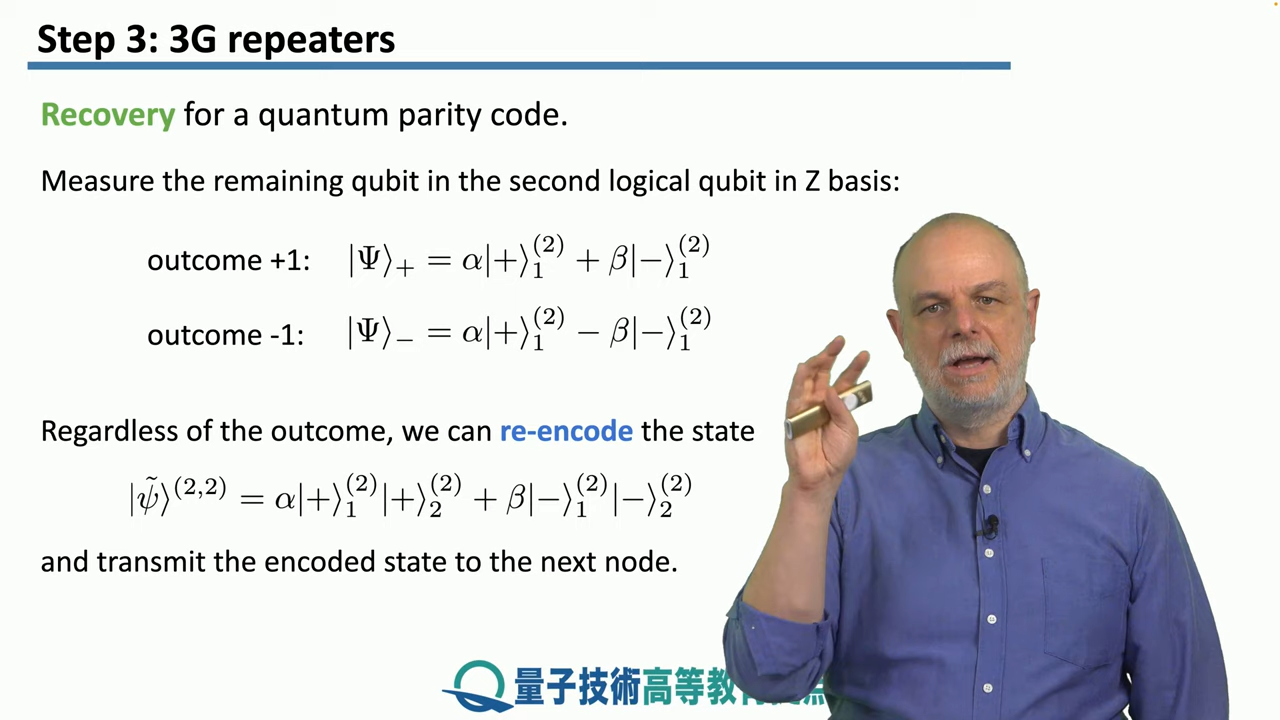 Step 3: 3G repeaters
Recovery for a quantum parity code.
Measure the remaining qubit in the second logical qubit in Z basis:
outcome +1: |Ψ⟩₊ = α|+⟩₁⁽²⁾ + β|−⟩₁⁽²⁾
outcome -1: |Ψ⟩₋ = α|+⟩₁⁽²⁾ − β|−⟩₁⁽²⁾
Regardless of the outcome, we can re-encode the state
|ψ̃⟩⁽²,²⁾ = α|+⟩₁⁽²⁾|+⟩₂⁽²⁾ + β|−⟩₁⁽²⁾|−⟩₂⁽²⁾
and transmit the encoded state to the next node.
量子技術高等教